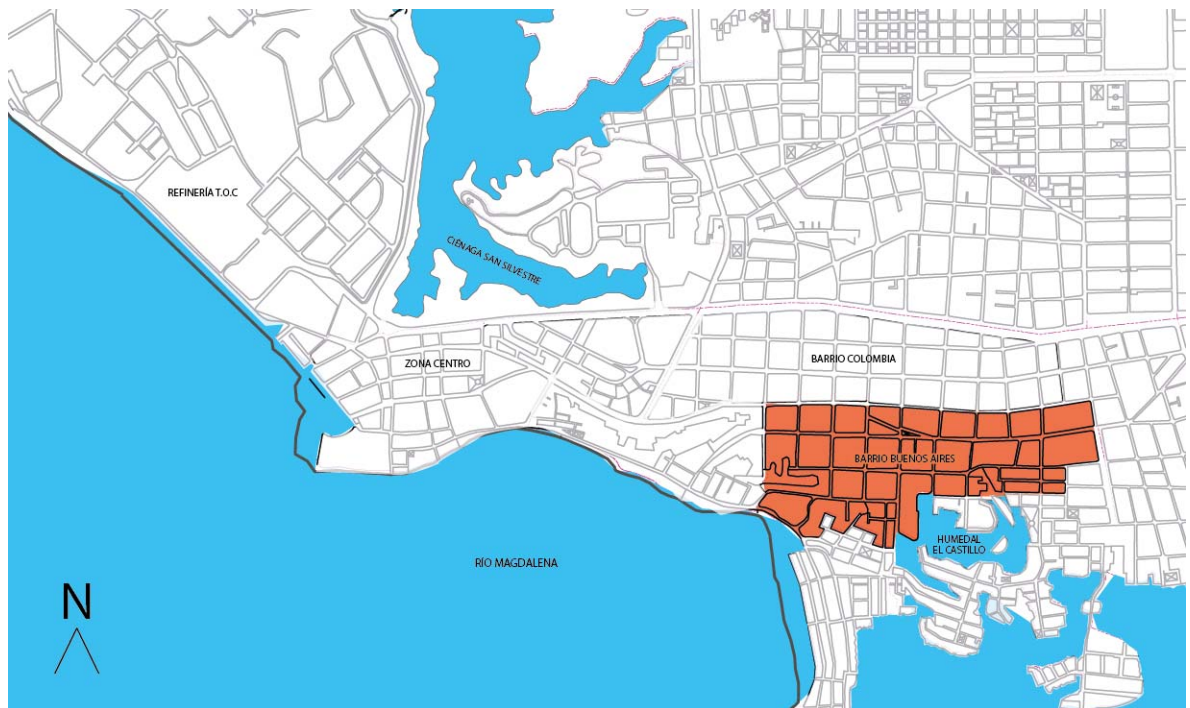 REFINERÍA T.O.C
CIÉNAGA SAN SILVESTRE
ZONA CENTRO
BARRIO COLOMBIA
BARRIO BUENOS AIRES
HUMEDAL
EL CASTILLO
RÍO MAGDALENA
N